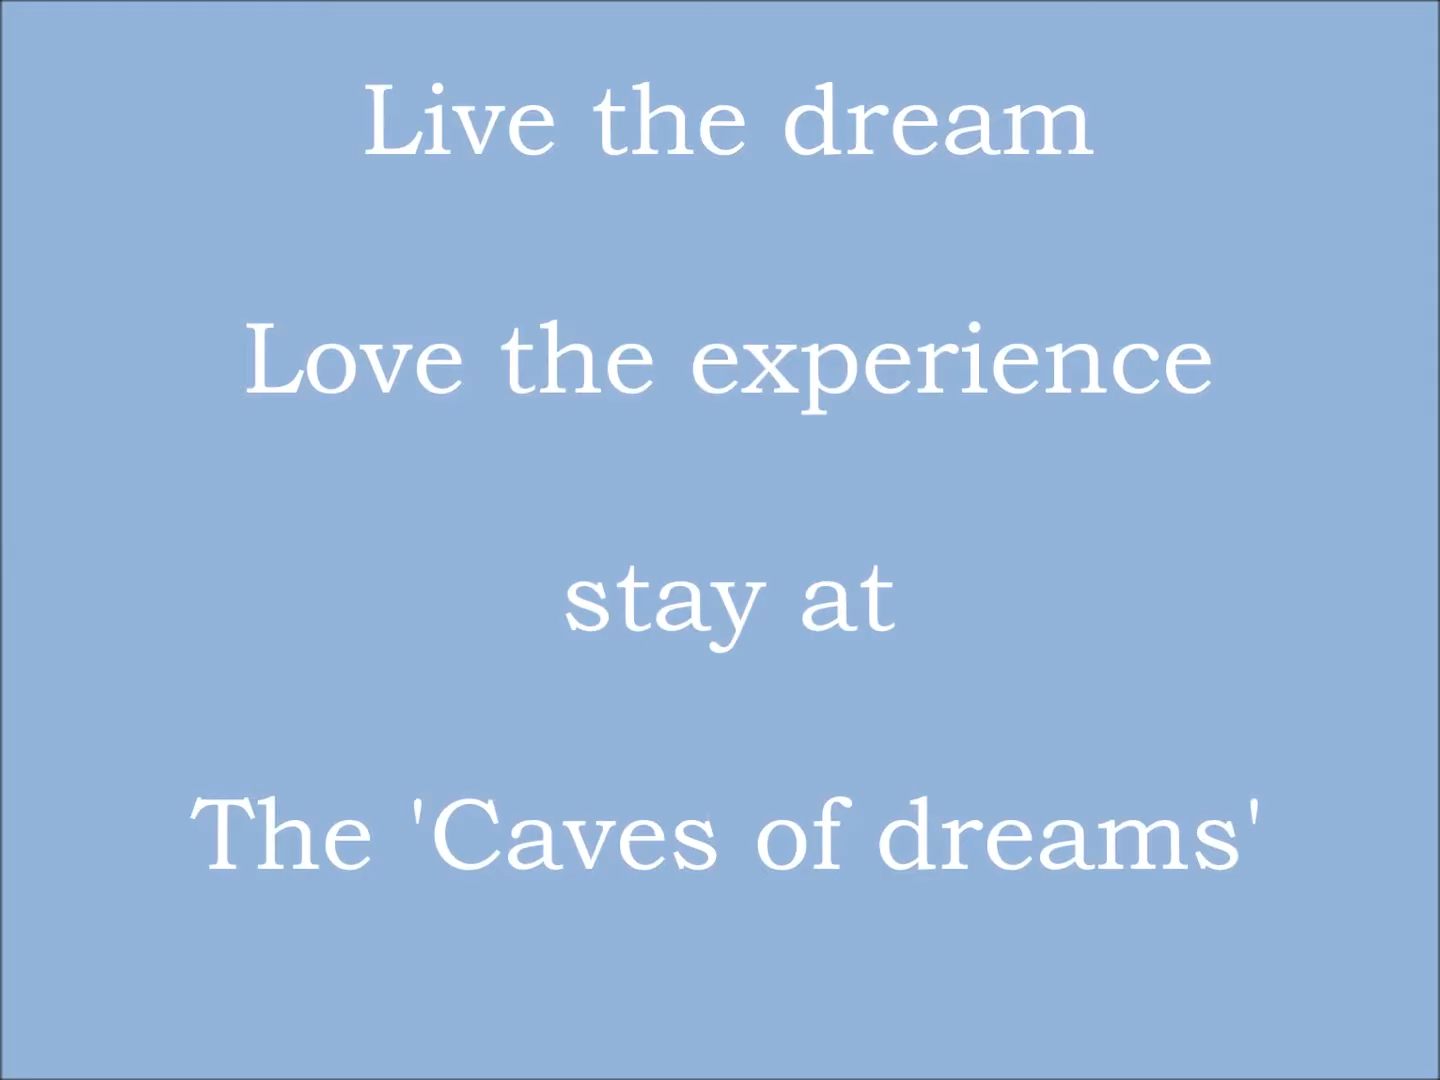 Live the dream
Love the experience
stay at
The 'Caves of dreams'